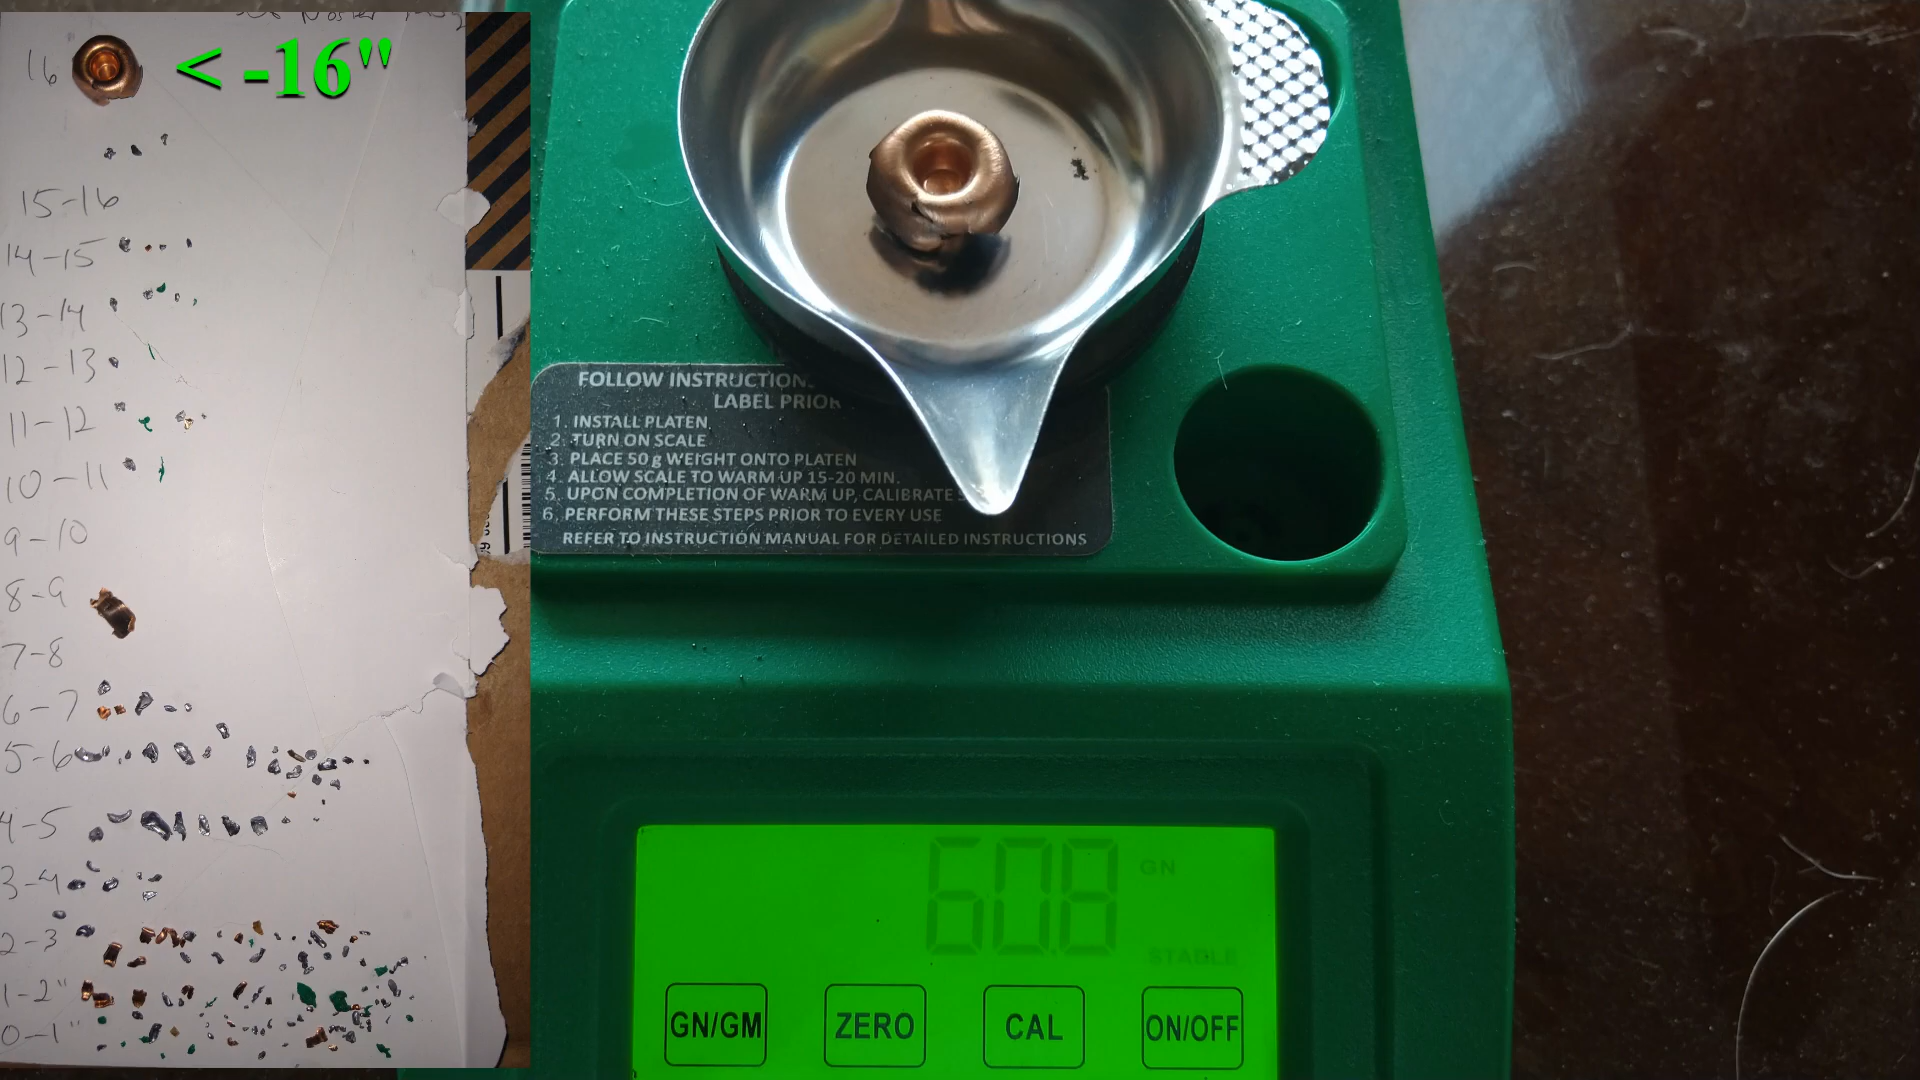 16
< -16"
15-16
14-15
13-14
12-13
11-12
10-11
9-10
8-9
7-8
6-7
5-6
4-5
3-4
2-3
1-2"
0-1"
FOLLOW INSTRUCTION
LABEL PRIOR
1. INSTALL PLATEN
2. TURN ON SCALE
3. PLACE 50 g WEIGHT ONTO PLATEN
4. ALLOW SCALE TO WARM UP 15-20 MIN.
5. UPON COMPLETION OF WARM UP, CALIBRATE
6. PERFORM THESE STEPS PRIOR TO EVERY USE
REFER TO INSTRUCTION MANUAL FOR DETAILED INSTRUCTIONS
60.8 GN
STABLE
GN/GM ZERO CAL ON/OFF